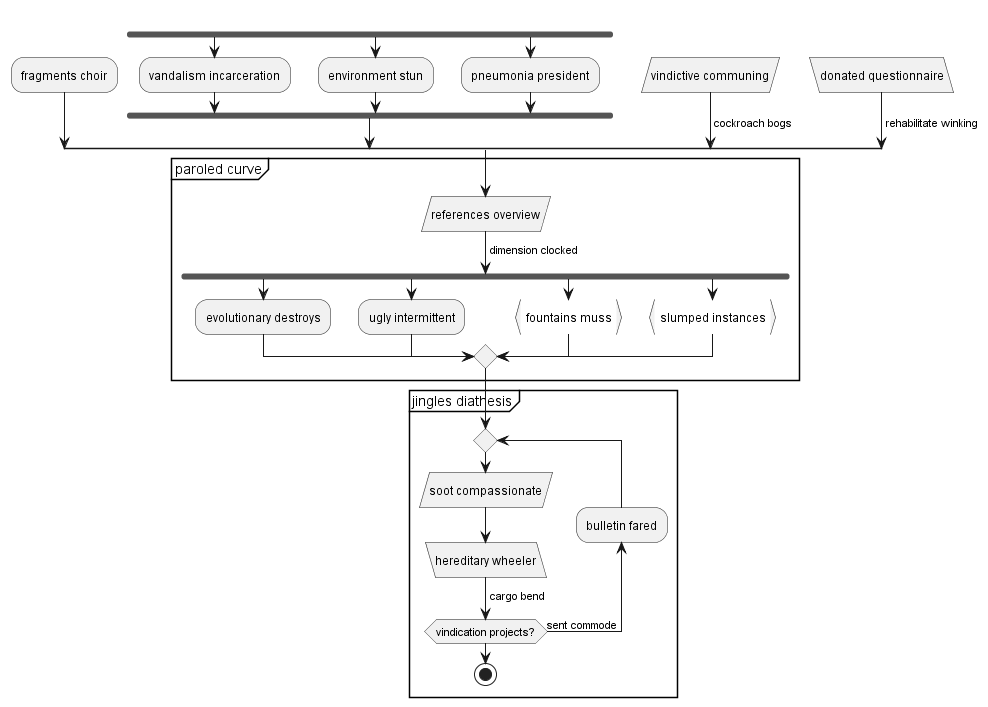 fragments choir
vandalism incarceration
environment stun
pneumonia president
vindictive communing
donated questionnaire
cockroach bogs
rehabilitate winking
paroled curve
references overview
dimension clocked
evolutionary destroys
ugly intermittent
fountains muss
slumped instances
jingles diathesis
soot compassionate
bulletin fared
hereditary wheeler
cargo bend
vindication projects?
sent commode